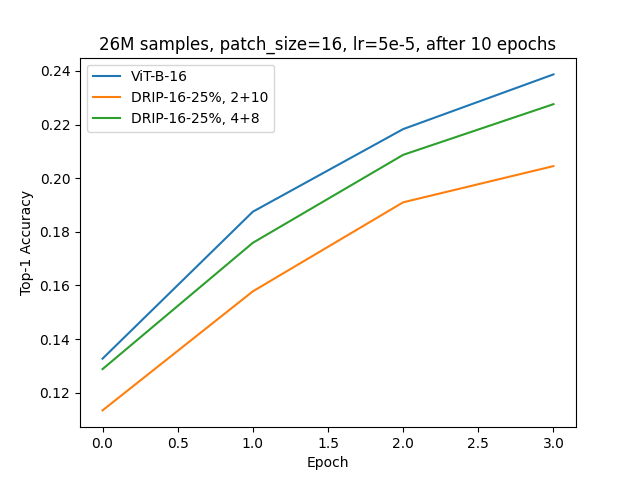 26M samples, patch_size=16, lr=5e-5, after 10 epochs
ViT-B-16
DRIP-16-25%, 2+10
DRIP-16-25%, 4+8
Top-1 Accuracy
0.24
0.22
0.20
0.18
0.16
0.14
0.12
0.0 0.5 1.0 1.5 2.0 2.5 3.0
Epoch